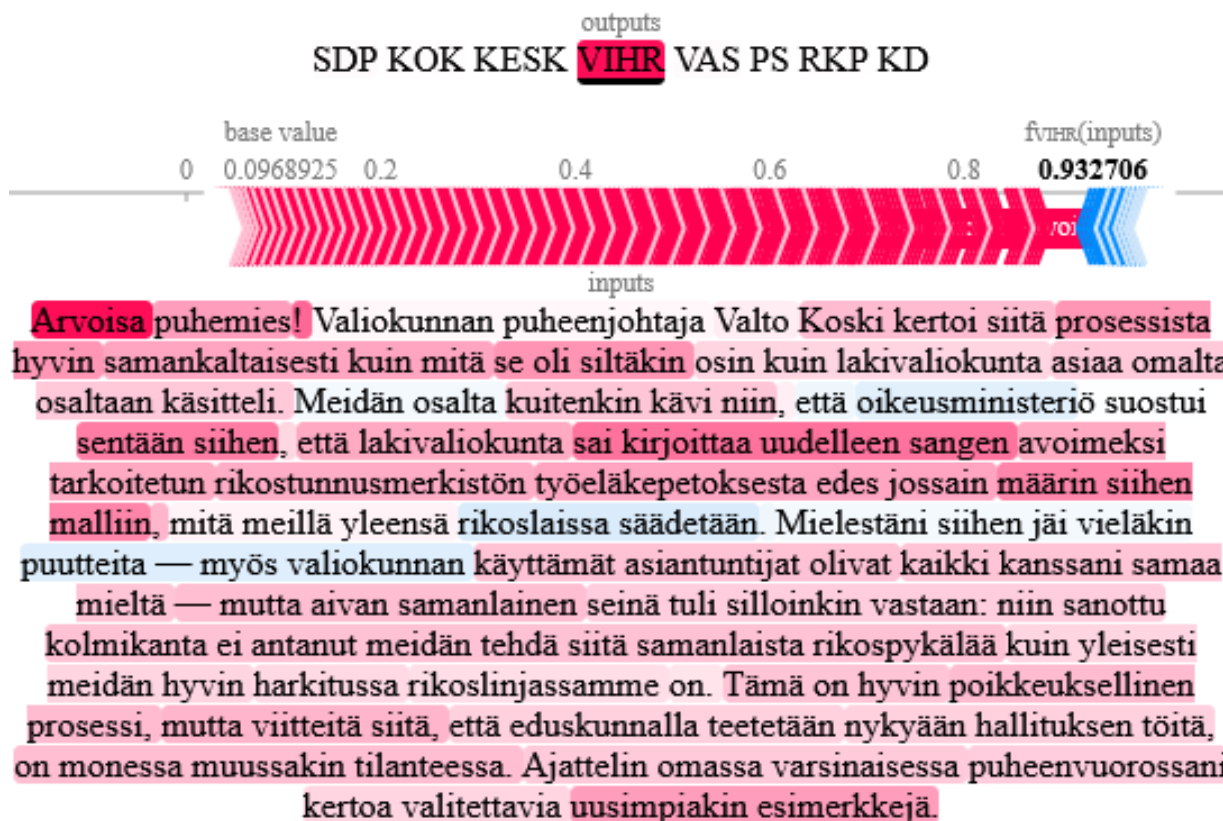 outputs
SDP KOK KESK VIHR VAS PS RKP KD
base value
fVIHR(inputs)
0 0.0968925 0.2 0.4 0.6 0.8 0.932706
:
inputs
Arvoisa puhemies! Valiokunnan puheenjohtaja Valto Koski kertoi siitä prosessista
hyvin samankaltaisesti kuin mitä se oli siltäkin osin kuin lakivaliokunta asiaa omalta
osaltaan käsitteli. Meidän osalta kuitenkin kävi niin, että oikeusministeriö suostui
sentään siihen, että lakivaliokunta sai kirjoittaa uudelleen sangen avoimeksi
tarkoitetun rikostunnusmerkistön työeläkepetoksesta edes jossain määrin siihen
malliin, mitä meillä yleensä rikoslaissa säädetään. Mielestäni siihen jäi vieläkin
puutteita — myös valiokunnan käyttämät asiantuntijat olivat kaikki kanssani samaa
mieltä — mutta aivan samanlainen seinä tuli silloinkin vastaan: niin sanottu
kolmikanta ei antanut meidän tehdä siitä samanlaista rikospykälää kuin yleisesti
meidän hyvin harkitussa rikoslinjassamme on. Tämä on hyvin poikkeuksellinen
prosessi, mutta viitteitä siitä, että eduskunnalla teetetään nykyään hallituksen töitä,
on monessa muussakin tilanteessa. Ajattelin omassa varsinaisessa puheenvuorossani
kertoa valitettavia uusimpiakin esimerkkejä.